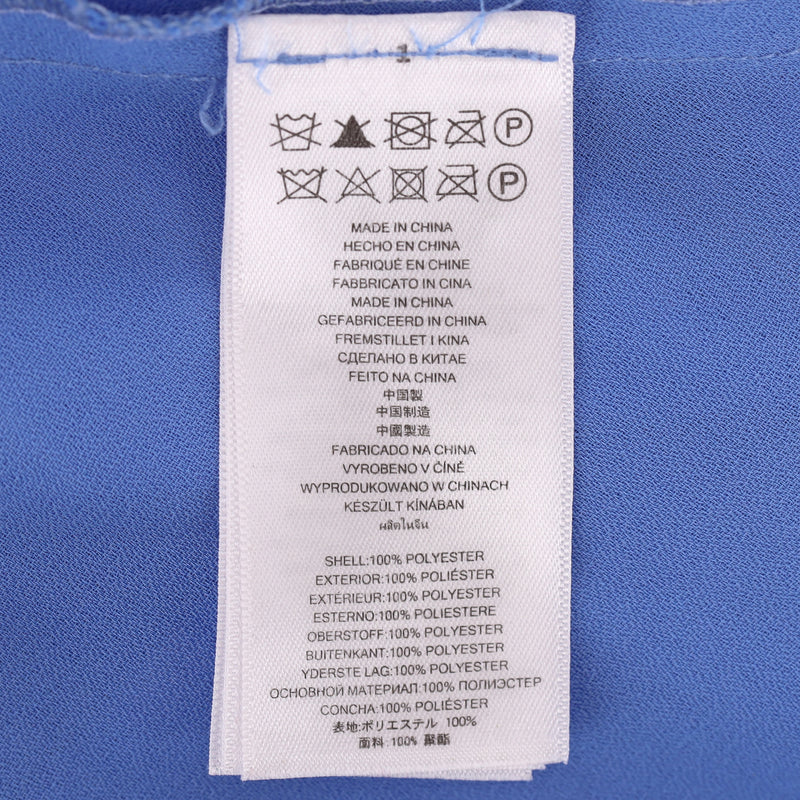 1
P
P
MADE IN CHINA
HECHO EN CHINA
FABRIQUÉ EN CHINE
FABBRICATO IN CINA
MADE IN CHINA
GEFABRICEERD IN CHINA
FREMSTILLET I KINA
СДЕЛАНО В КИТАЕ
FEITO NA CHINA
中国製
中国制造
中國製造
FABRICADO NA CHINA
VYROBENO V ČÍNĚ
WYPRODUKOWANO W CHINACH
KÉSZÜLT KÍNÁBAN
ผลิตในจีน
SHELL:100% POLYESTER
EXTERIOR:100% POLIÉSTER
EXTÉRIEUR:100% POLYESTER
ESTERNO:100% POLIESTERE
OBERSTOFF:100% POLYESTER
BUITENKANT:100% POLYESTER
YDERSTE LAG:100% POLYESTER
ОСНОВНОЙ МАТЕРИАЛ:100% ПОЛИЭСТЕР
CONCHA:100% POLIÉSTER
表地:ポリエステル 100%
面料:100% 聚酯